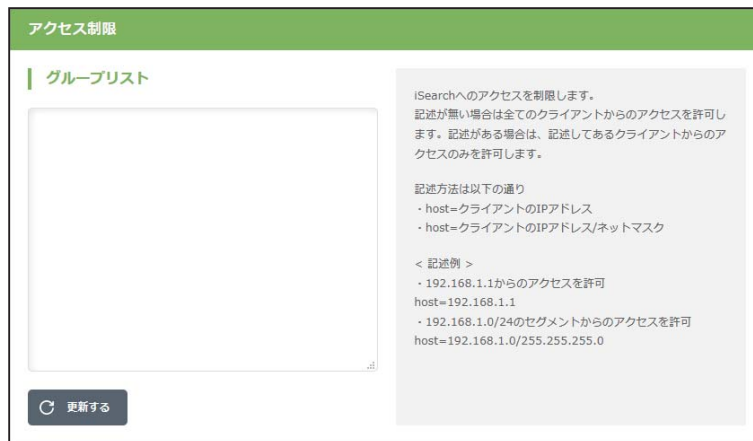 アクセス制限
グループリスト
iSearchへのアクセスを制限します。
記述が無い場合は全てのクライアントからのアクセスを許可し
ます。記述がある場合は、記述してあるクライアントからのア
クセスのみを許可します。
記述方法は以下の通り
・host=クライアントのIPアドレス
・host=クライアントのIPアドレス/ネットマスク
< 記述例 >
・192.168.1.1からのアクセスを許可
host=192.168.1.1
・192.168.1.0/24のセグメントからのアクセスを許可
host=192.168.1.0/255.255.255.0
更新する